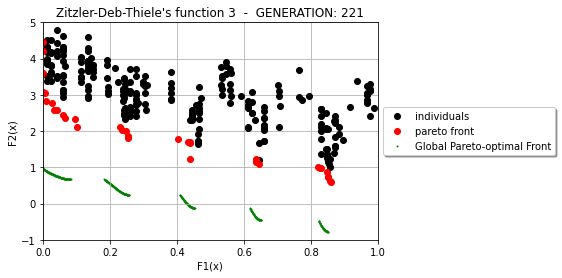 Zitzler-Deb-Thiele's function 3 - GENERATION: 221
5
4
3
2
1
0
−1
F2(x)
0.0 0.2 0.4 0.6 0.8 1.0
F1(x)
individuals
pareto front
Global Pareto-optimal Front